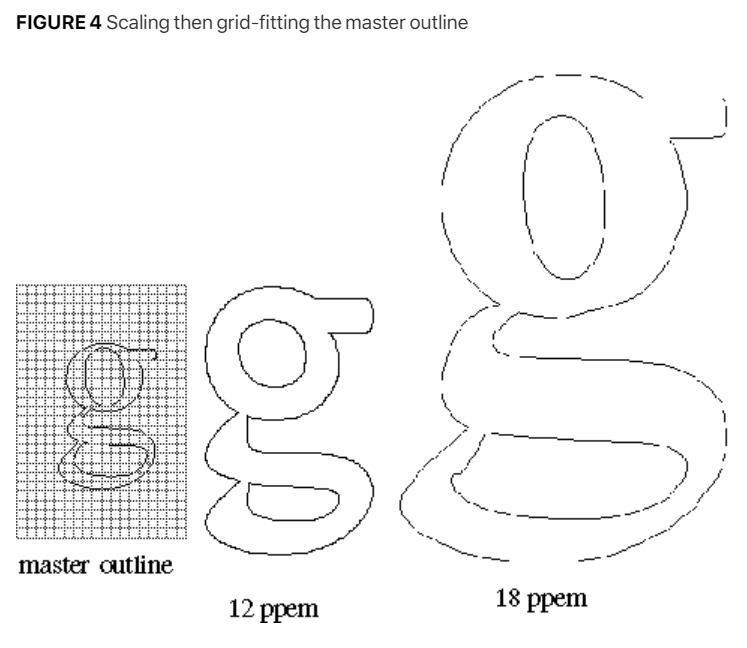 FIGURE 4 Scaling then grid-fitting the master outline
master outline
12 ppem
18 ppem